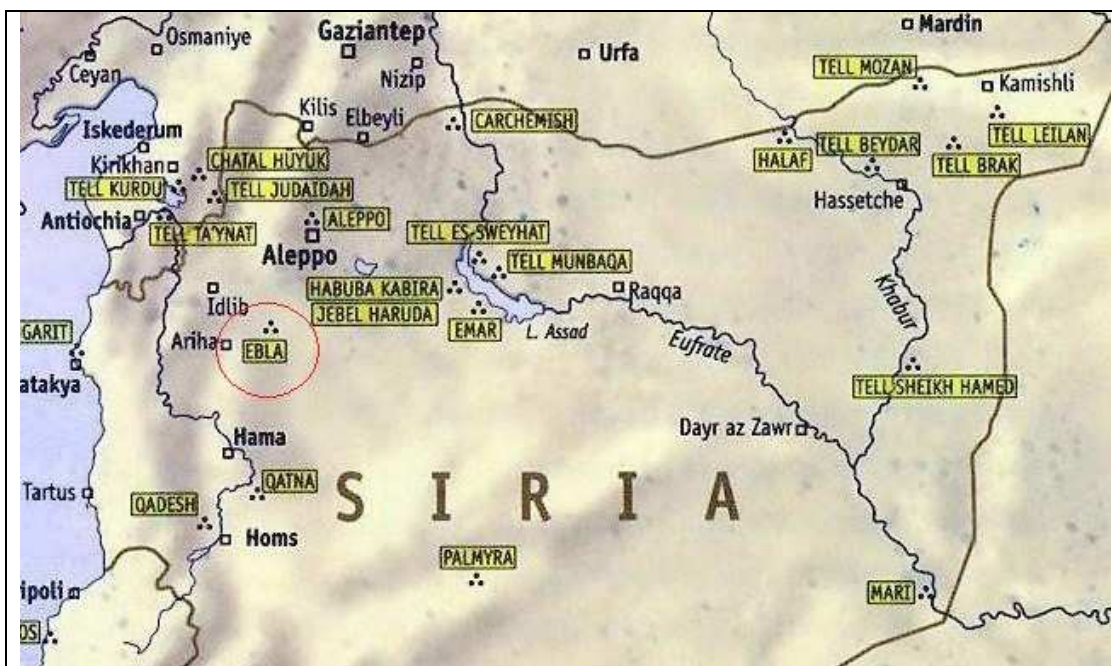 Osmaniye
Ceyan
Gaziantep
Nizip
Urfa
Mardin
TELL MOZAN
Kamishli
Iskederum
Kilis
Elbeyli
CARCHEMISH
HALAF
TELL BEYDAR
TELL LEILAN
TELL BRAK
Kirikhan
CHATAL HÜYUK
TELL KURDU
TELL JUDAIDAH
Hassetche
Antiochia
TELL TA'YNAT
ALEPPO
Aleppo
TELL ES-SWEYHAT
TELL MUNBAQA
Idlib
HABUBA KABIRA
JEBEL HARUDA
EMAR
L. Assad
Raqqa
Khabur
GARIT
atakya
Ariha
EBLA
Eufrate
TELL SHEIKH HAMED
Hama
Dayr az Zawr
Tartus
QATNA
QADESH
Homs
SIRIA
PALMYRA
MARI
ipoli
OS